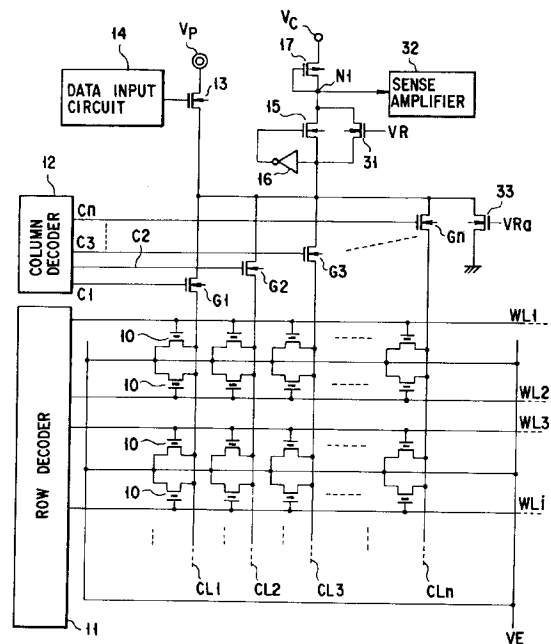 VC
14
VP
17
32
N1
DATA INPUT
CIRCUIT
13
SENSE
AMPLIFIER
15
VR
31
16
12
COLUMN DECODER
Cn
33
VRa
Gn
C3
C2
G3
G2
C1
G1
WL1
10
10
WL2
WL3
10
10
WLi
ROW DECODER
CL1
CL2
CL3
CLn
11
VE